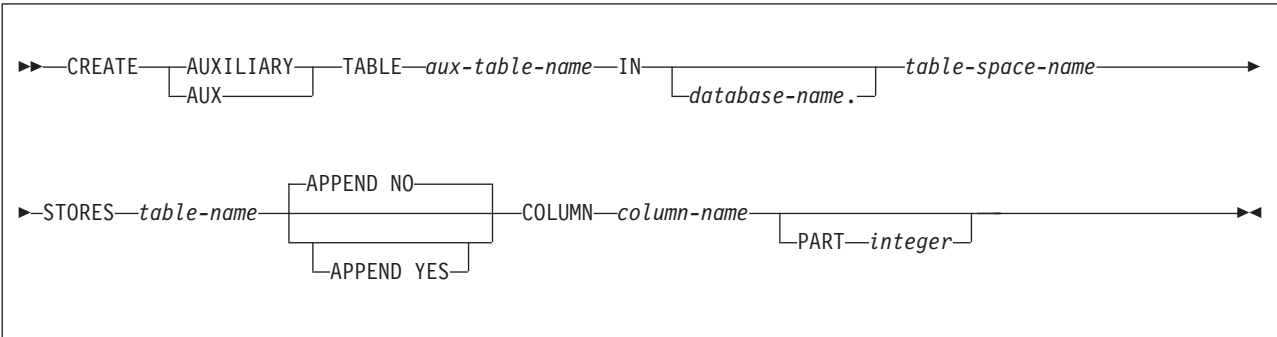 CREATE AUXILIARY TABLE aux-table-name IN table-space-name
AUX database-name.
APPEND NO
STORES table-name COLUMN column-name
PART integer
APPEND YES